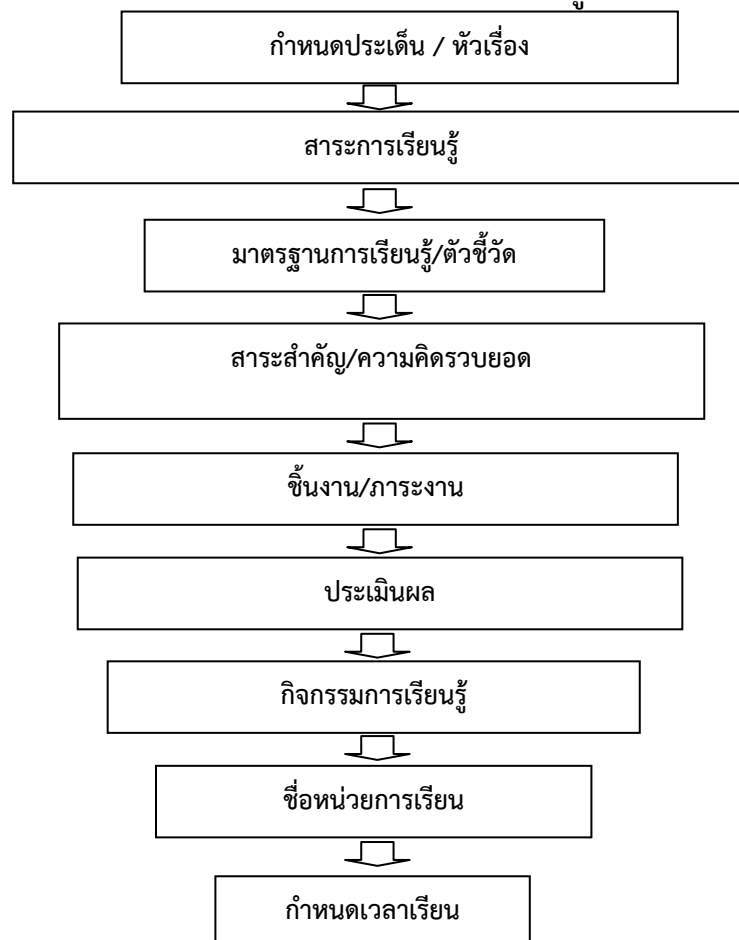 กำหนดประเด็น / หัวเรื่อง
สาระการเรียนรู้
มาตรฐานการเรียนรู้/ตัวชี้วัด
สาระสำคัญ/ความคิดรวบยอด
ชิ้นงาน/ภาระงาน
ประเมินผล
กิจกรรมการเรียนรู้
ชื่อหน่วยการเรียน
กำหนดเวลาเรียน